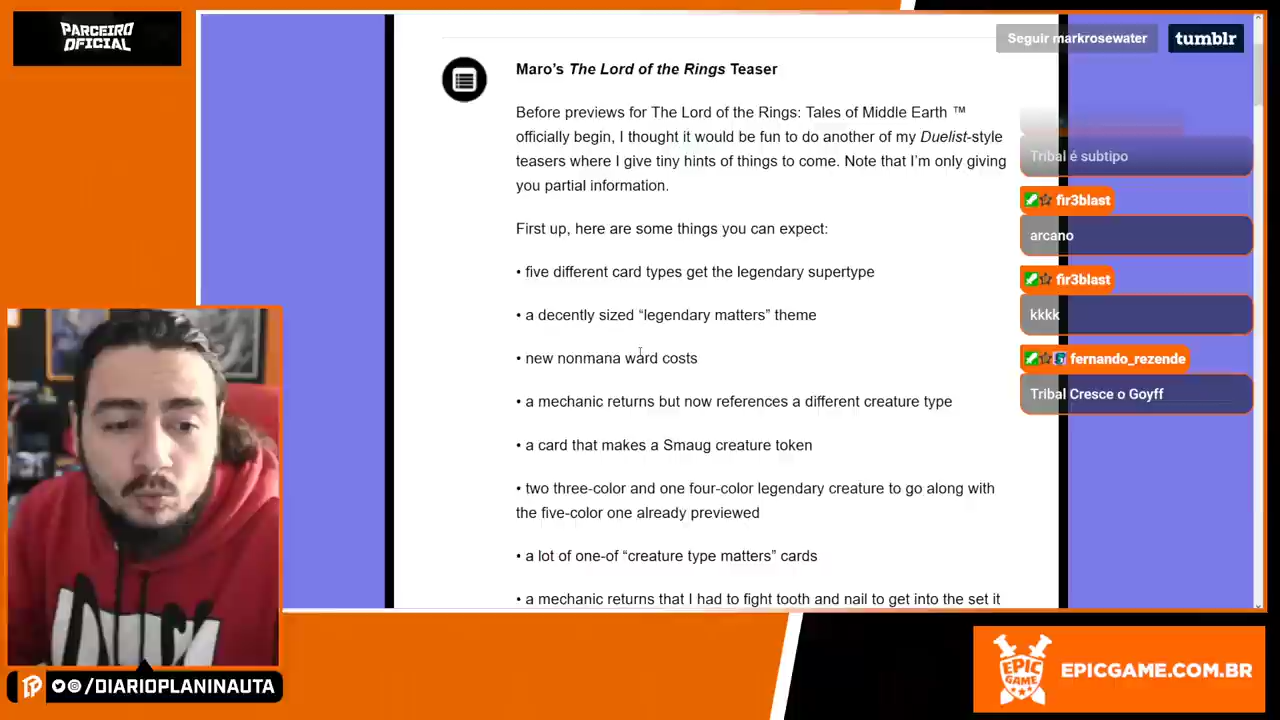 PARCEIRO
OFICIAL
Seguir markrosewater
tumblr
Maro’s The Lord of the Rings Teaser
Before previews for The Lord of the Rings: Tales of Middle Earth ™
officially begin, I thought it would be fun to do another of my Duelist-style
teasers where I give tiny hints of things to come. Note that I’m only giving
you partial information.
First up, here are some things you can expect:
• five different card types get the legendary supertype
• a decently sized “legendary matters” theme
• new nonmana ward costs
• a mechanic returns but now references a different creature type
• a card that makes a Smaug creature token
• two three-color and one four-color legendary creature to go along with
the five-color one already previewed
• a lot of one-of “creature type matters” cards
• a mechanic returns that I had to fight tooth and nail to get into the set it
Tribal é subtipo
fir3blast
arcano
fir3blast
kkkk
fernando_rezende
Tribal Cresce o Goyff
/DIARIOPLANINAUTA
EPIC
GAME
EPICGAME.COM.BR